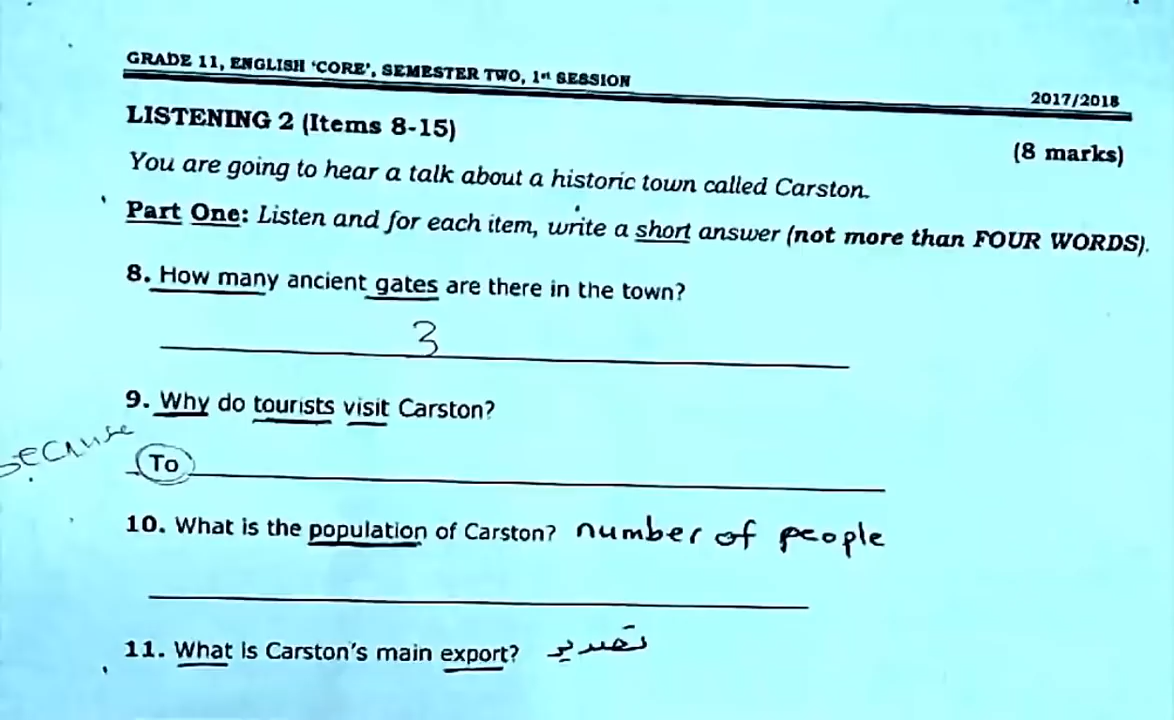 GRADE 11, ENGLISH 'CORE', SEMESTER TWO, 1st SESSION
2017/2018
LISTENING 2 (Items 8-15)
(8 marks)
You are going to hear a talk about a historic town called Carston.
Part One: Listen and for each item, write a short answer (not more than FOUR WORDS).
8. How many ancient gates are there in the town?
3
9. Why do tourists visit Carston?
because
To
10. What is the population of Carston? number of people
11. What is Carston's main export? تصدير